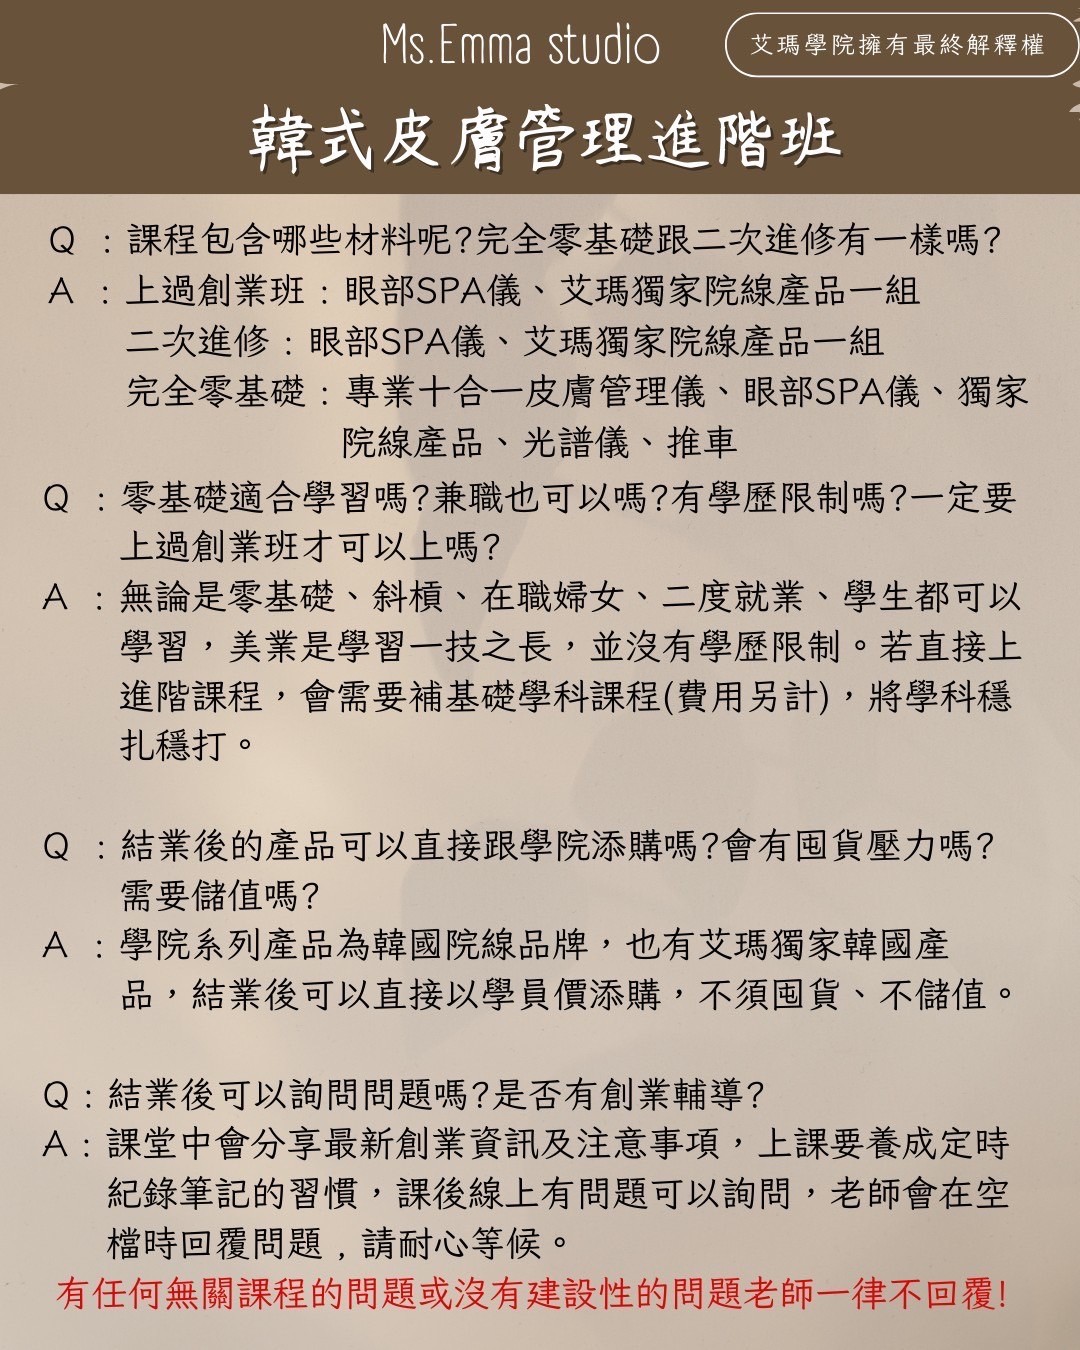 Ms.Emma studio
艾瑪學院擁有最終解釋權
韓式皮膚管理進階班
Q ：課程包含哪些材料呢?完全零基礎跟二次進修有一樣嗎?
A ：上過創業班：眼部SPA儀、艾瑪獨家院線產品一組
二次進修：眼部SPA儀、艾瑪獨家院線產品一組
完全零基礎：專業十合一皮膚管理儀、眼部SPA儀、獨家
院線產品、光譜儀、推車
Q ：零基礎適合學習嗎?兼職也可以嗎?有學歷限制嗎?一定要
上過創業班才可以上嗎?
A ：無論是零基礎、斜槓、在職婦女、二度就業、學生都可以
學習，美業是學習一技之長，並沒有學歷限制。若直接上
進階課程，會需要補基礎學科課程(費用另計)，將學科穩
扎穩打。
Q ：結業後的產品可以直接跟學院添購嗎?會有囤貨壓力嗎?
需要儲值嗎?
A ：學院系列產品為韓國院線品牌，也有艾瑪獨家韓國產
品，結業後可以直接以學員價添購，不須囤貨、不儲值。
Q：結業後可以詢問問題嗎?是否有創業輔導?
A：課堂中會分享最新創業資訊及注意事項，上課要養成定時
紀錄筆記的習慣，課後線上有問題可以詢問，老師會在空
檔時回覆問題，請耐心等候。
有任何無關課程的問題或沒有建設性的問題老師一律不回覆!